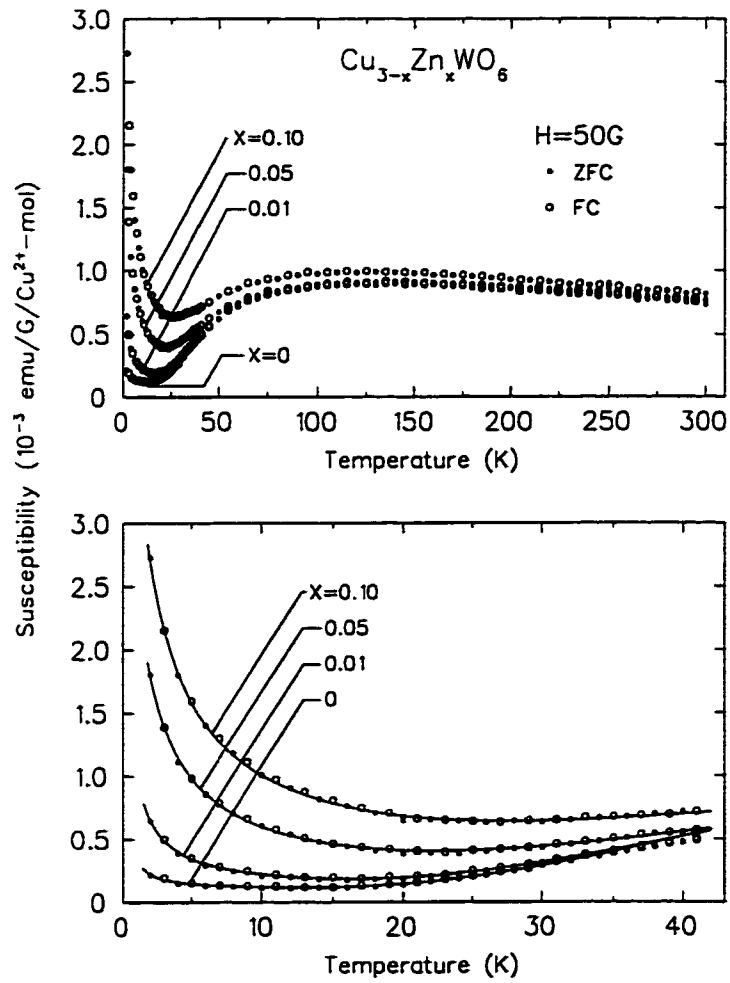 Susceptibility (10⁻³ emu/G/Cu²⁺−mol)
3.0
2.5
2.0
1.5
1.0
0.5
0
Cu₃₋ₓZnₓWO₆
H=50G
ZFC
FC
X=0.10
0.05
0.01
X=0
0 50 100 150 200 250 300
Temperature (K)
3.0
2.5
2.0
1.5
1.0
0.5
0
X=0.10
0.05
0.01
0
0 10 20 30 40
Temperature (K)